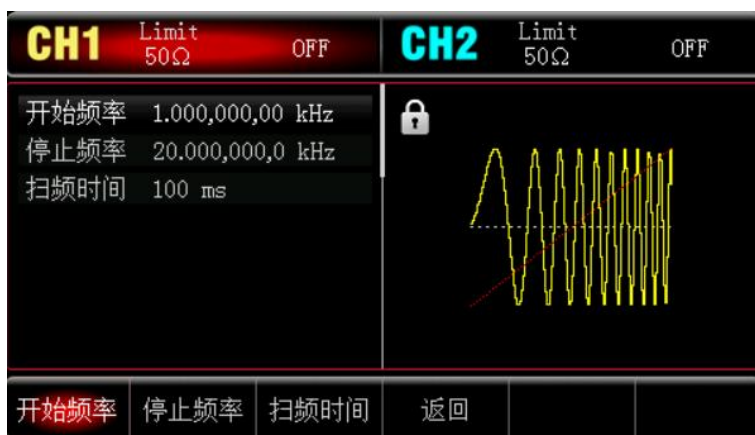 CH1 Limit 50Ω OFF CH2 Limit 50Ω OFF
开始频率 1.000,000,00 kHz
停止频率 20.000,000,0 kHz
扫频时间 100 ms
开始频率 停止频率 扫频时间 返回